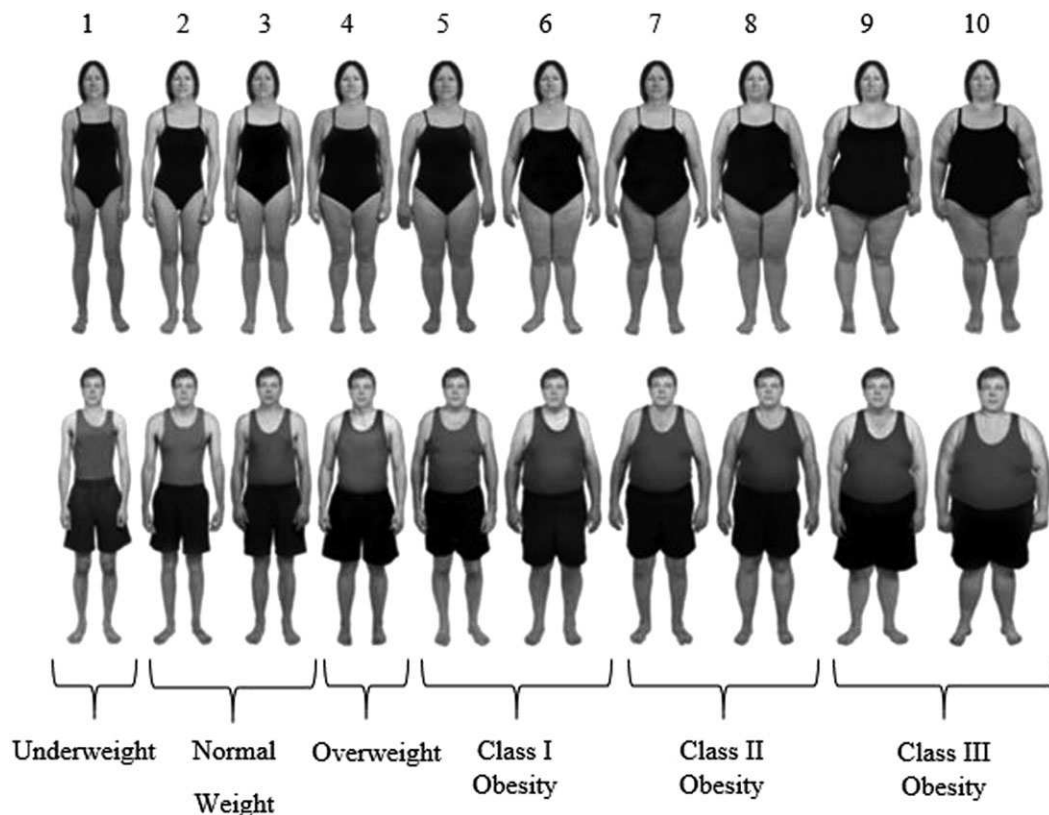 1 2 3 4 5 6 7 8 9 10
Underweight
Normal
Weight
Overweight
Class I
Obesity
Class II
Obesity
Class III
Obesity